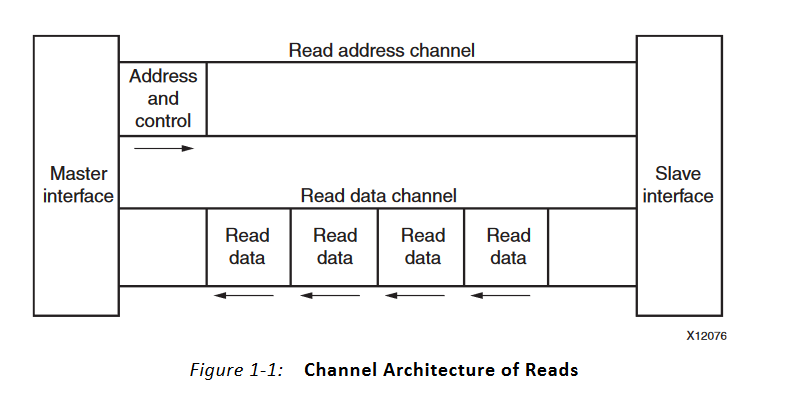 Read address channel
Address
and
control
Master
interface
Slave
interface
Read data channel
Read
data
Read
data
Read
data
Read
data
X12076
Figure 1-1: Channel Architecture of Reads